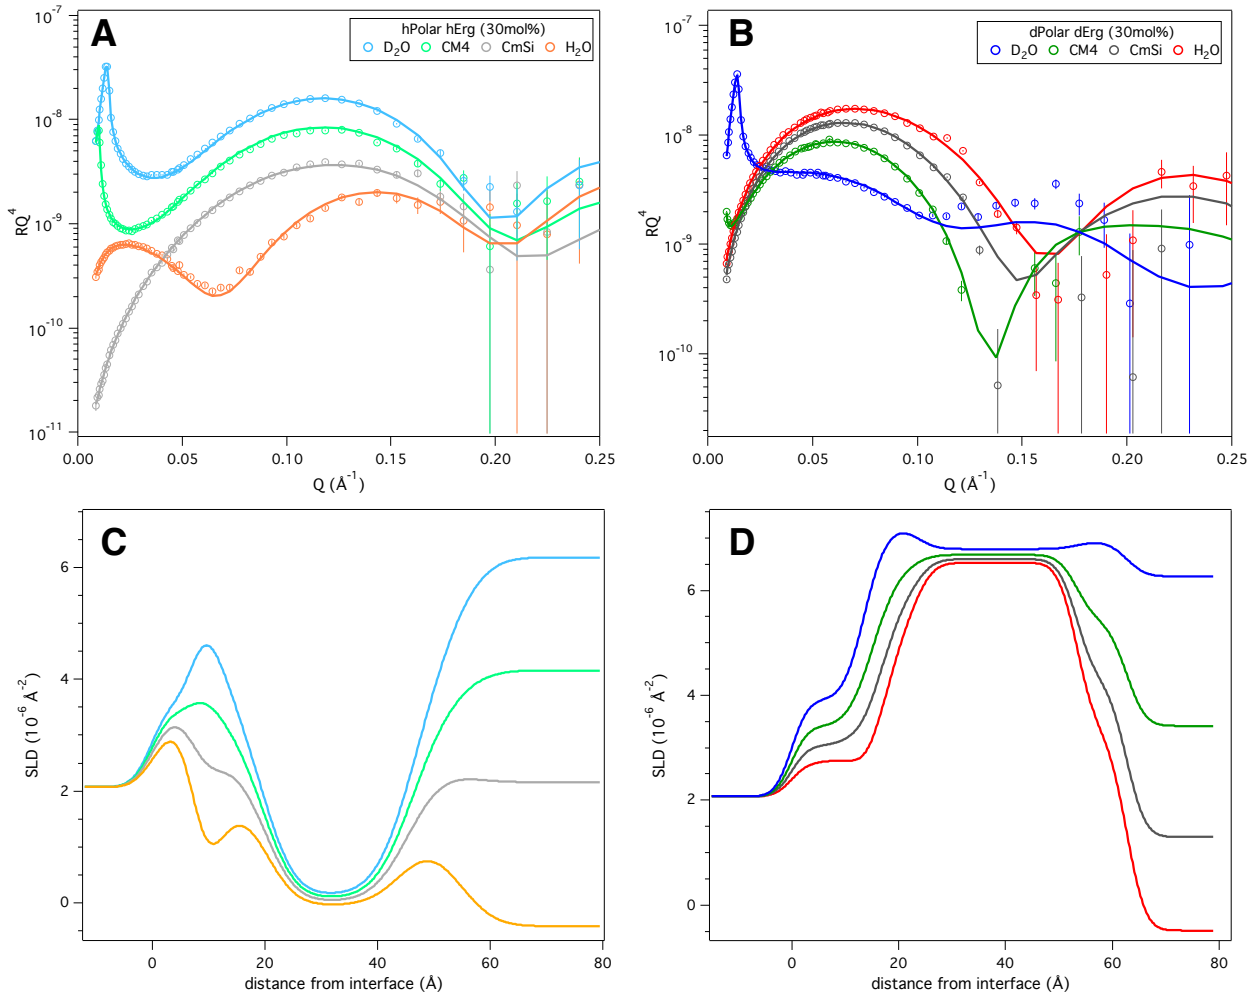 A
hPolar hErg (30mol%)
D₂O CM4 CmSi H₂O
RQ⁴
10⁻⁷
10⁻⁸
10⁻⁹
10⁻¹⁰
10⁻¹¹
0.00 0.05 0.10 0.15 0.20 0.25
Q (Å⁻¹)
B
dPolar dErg (30mol%)
D₂O CM4 CmSi H₂O
RQ⁴
10⁻⁷
10⁻⁸
10⁻⁹
10⁻¹⁰
0.00 0.05 0.10 0.15 0.20 0.25
Q (Å⁻¹)
C
SLD (10⁻⁶ Å⁻²)
6
4
2
0
0 20 40 60 80
distance from interface (Å)
D
SLD (10⁻⁶ Å⁻²)
6
4
2
0
0 20 40 60 80
distance from interface (Å)